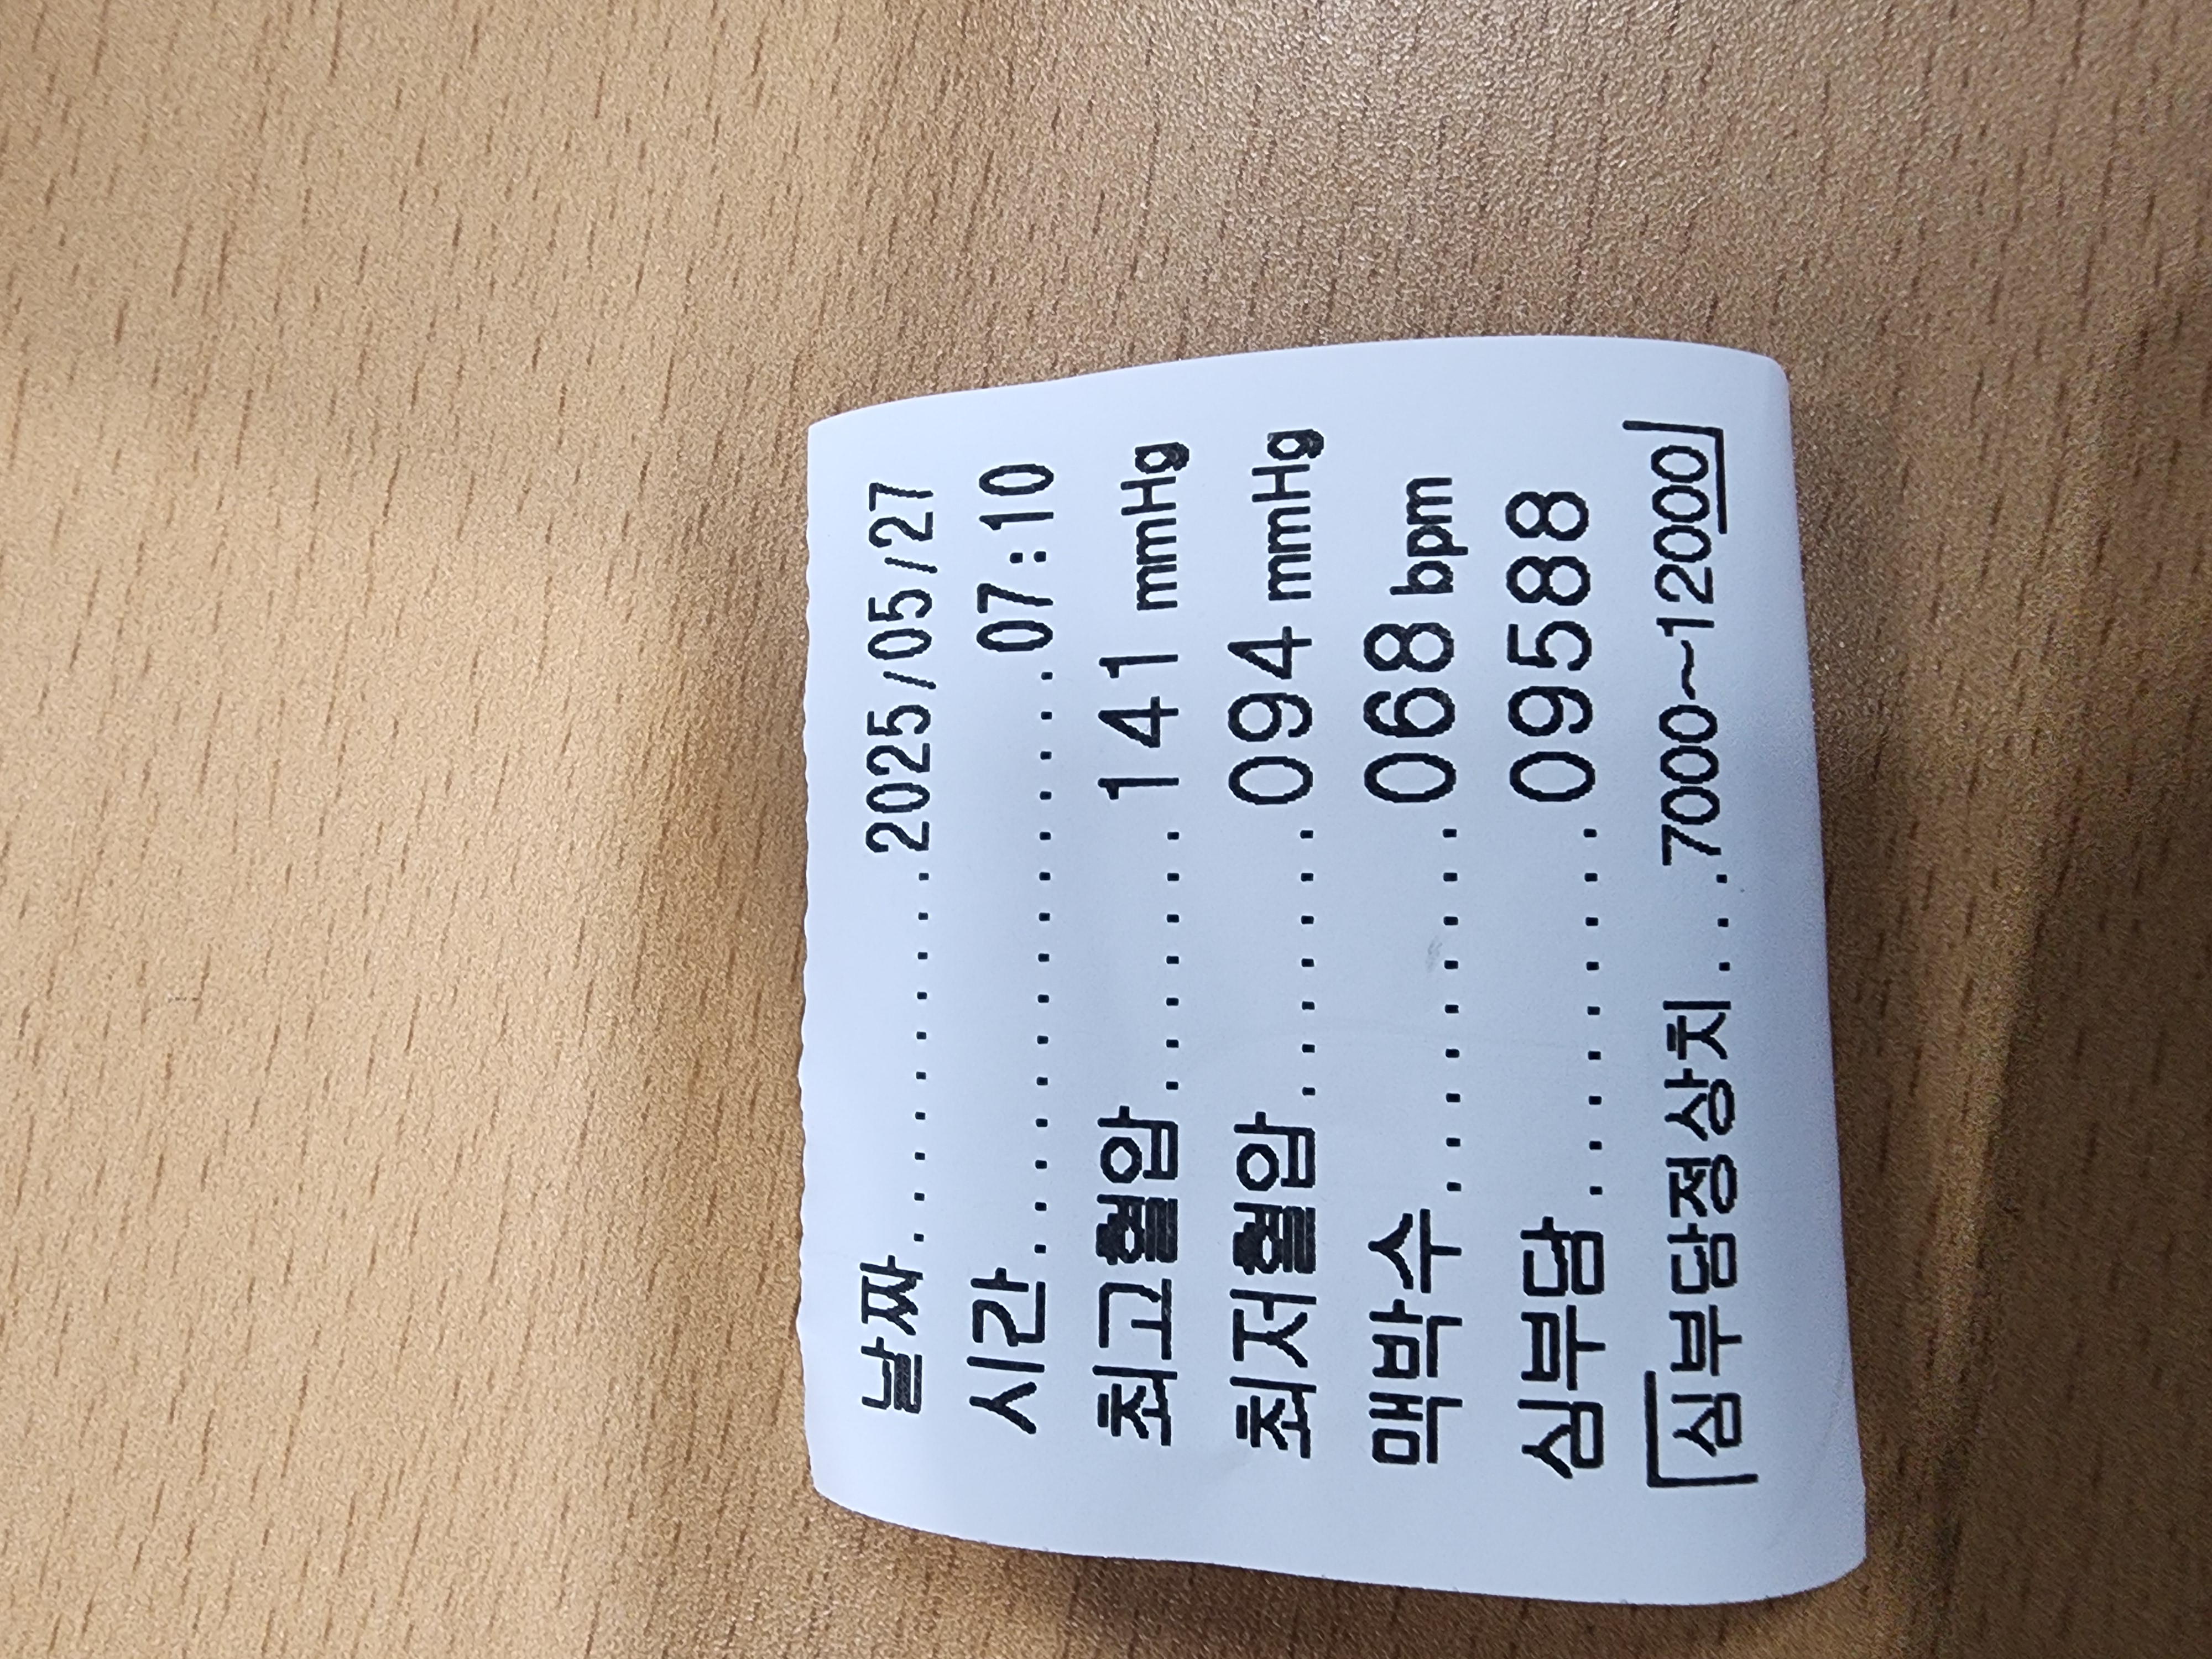 날짜..........2025/05/27
시간...............07:10
최고혈압........141 mmHg
최저혈압........094 mmHg
맥박수..........068 bpm
심부담..........09588
[심부담정상치....7000~12000]